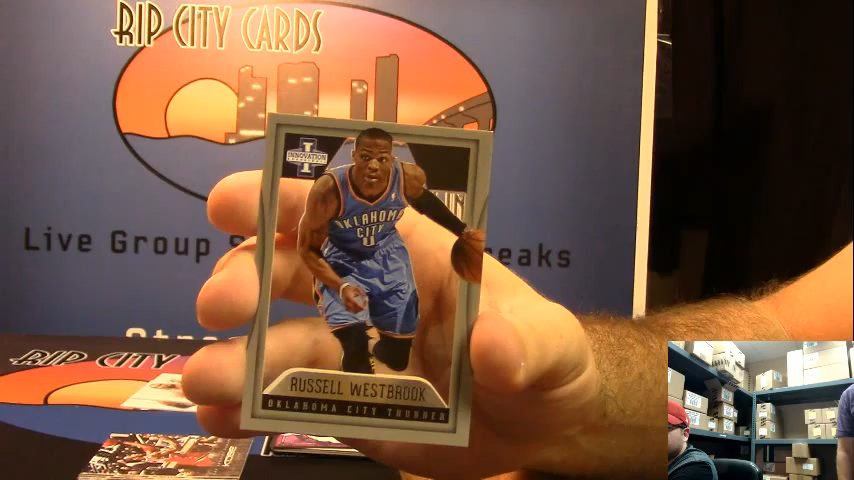 RIP CITY CARDS
INNOVATION
OKLAHOMA
CITY
0
Live Group
eaks
RUSSELL WESTBROOK
OKLAHOMA CITY THUNDER
RIP CITY